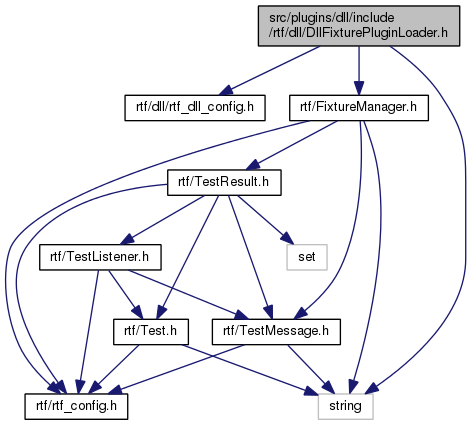 src/plugins/dll/include
/rtf/dll/DllFixturePluginLoader.h
rtf/dll/rtf_dll_config.h
rtf/FixtureManager.h
rtf/TestResult.h
rtf/TestListener.h
set
rtf/Test.h
rtf/TestMessage.h
rtf/rtf_config.h
string